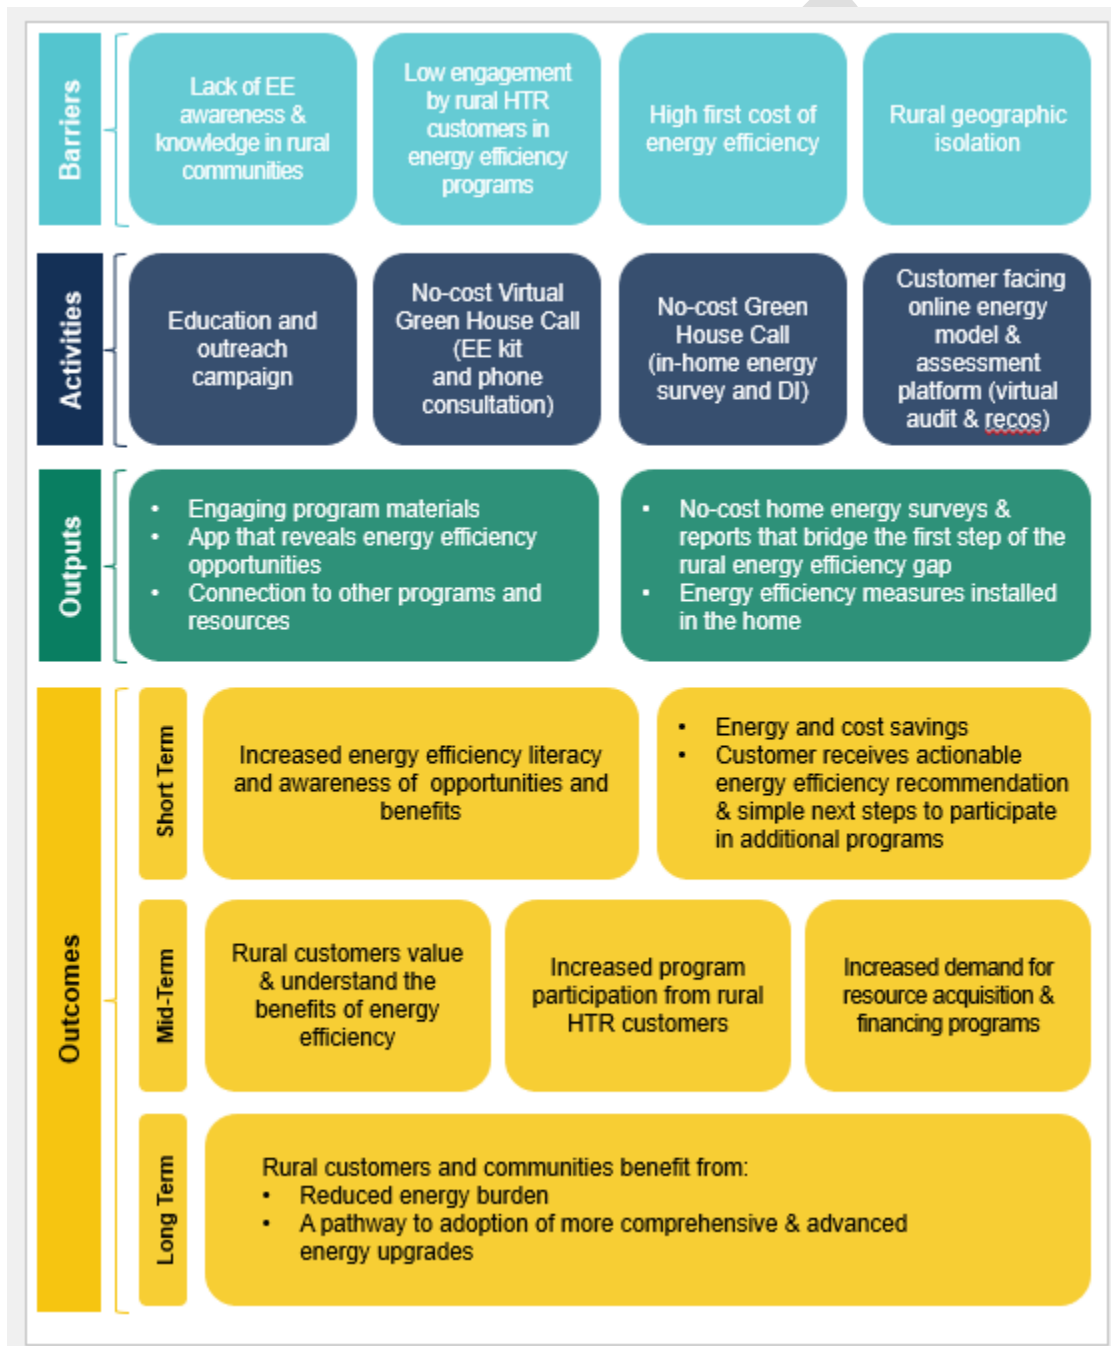 Barriers
Lack of EE
awareness &
knowledge in rural
communities
Low engagement
by rural HTR
customers in
energy efficiency
programs
High first cost of
energy efficiency
Rural geographic
isolation
Activities
Education and
outreach
campaign
No-cost Virtual
Green House Call
(EE kit
and phone
consultation)
No-cost Green
House Call
(in-home energy
survey and DI)
Customer facing
online energy
model &
assessment
platform (virtual
audit & recos)
Outputs
• Engaging program materials
• App that reveals energy efficiency
opportunities
• Connection to other programs and
resources
• No-cost home energy surveys &
reports that bridge the first step of the
rural energy efficiency gap
• Energy efficiency measures installed
in the home
Outcomes
Short Term
Increased energy efficiency literacy
and awareness of opportunities and
benefits
• Energy and cost savings
• Customer receives actionable
energy efficiency recommendation
& simple next steps to participate
in additional programs
Mid-Term
Rural customers value
& understand the
benefits of energy
efficiency
Increased program
participation from rural
HTR customers
Increased demand for
resource acquisition &
financing programs
Long Term
Rural customers and communities benefit from:
• Reduced energy burden
• A pathway to adoption of more comprehensive & advanced
energy upgrades